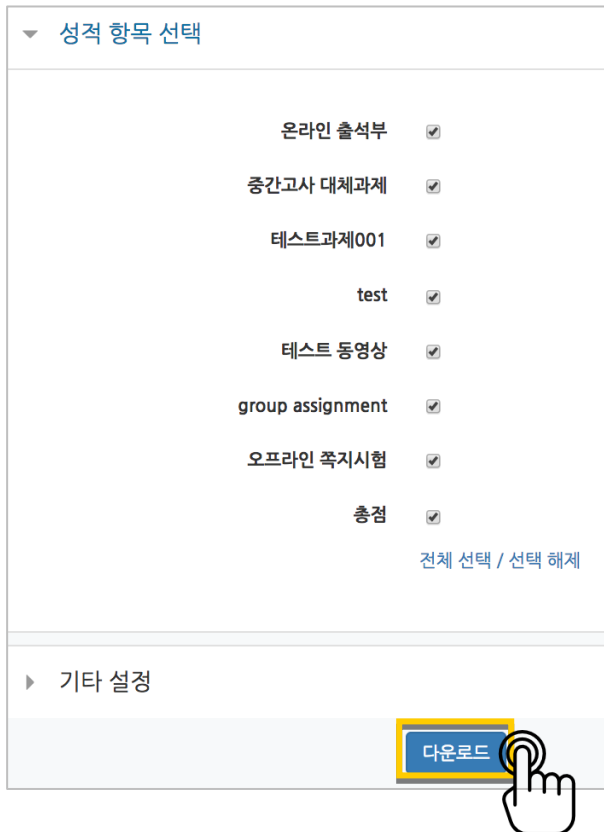 성적 항목 선택
온라인 출석부
중간고사 대체과제
테스트과제001
test
테스트 동영상
group assignment
오프라인 쪽지시험
총점
전체 선택 / 선택 해제
기타 설정
다운로드